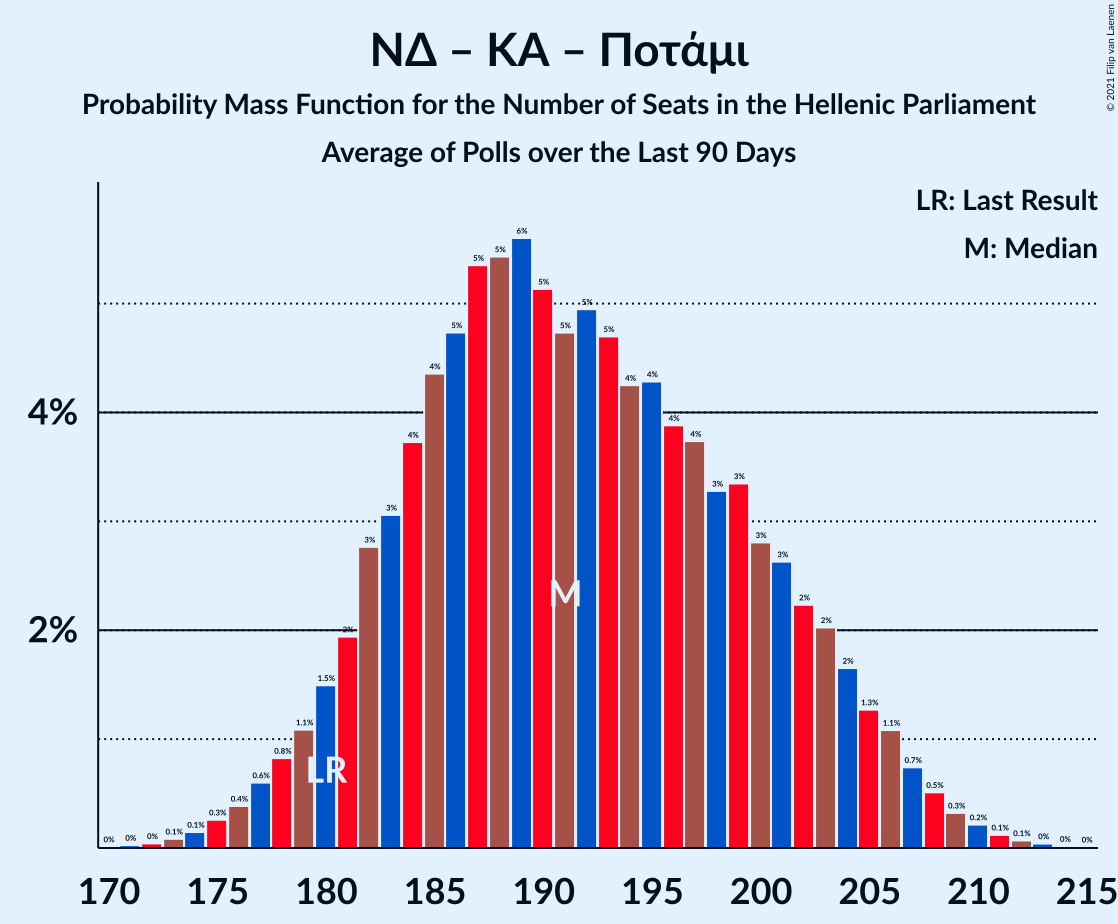 ΝΔ – ΚΑ – Ποτάμι
Probability Mass Function for the Number of Seats in the Hellenic Parliament
Average of Polls over the Last 90 Days
© 2021 Filip van Laenen
LR: Last Result
M: Median
4%
2%
0% 0% 0% 0.1% 0.1% 0.3% 0.4% 0.6% 0.8% 1.1% 1.5% 2% 3% 3% 4% 4% 5% 5% 5% 6% 5% 5% 5% 5% 4% 4% 4% 4% 3% 3% 3% 3% 2% 2% 2% 1.3% 1.1% 0.7% 0.5% 0.3% 0.2% 0.1% 0.1% 0% 0% 0%
M
LR
170 175 180 185 190 195 200 205 210 215